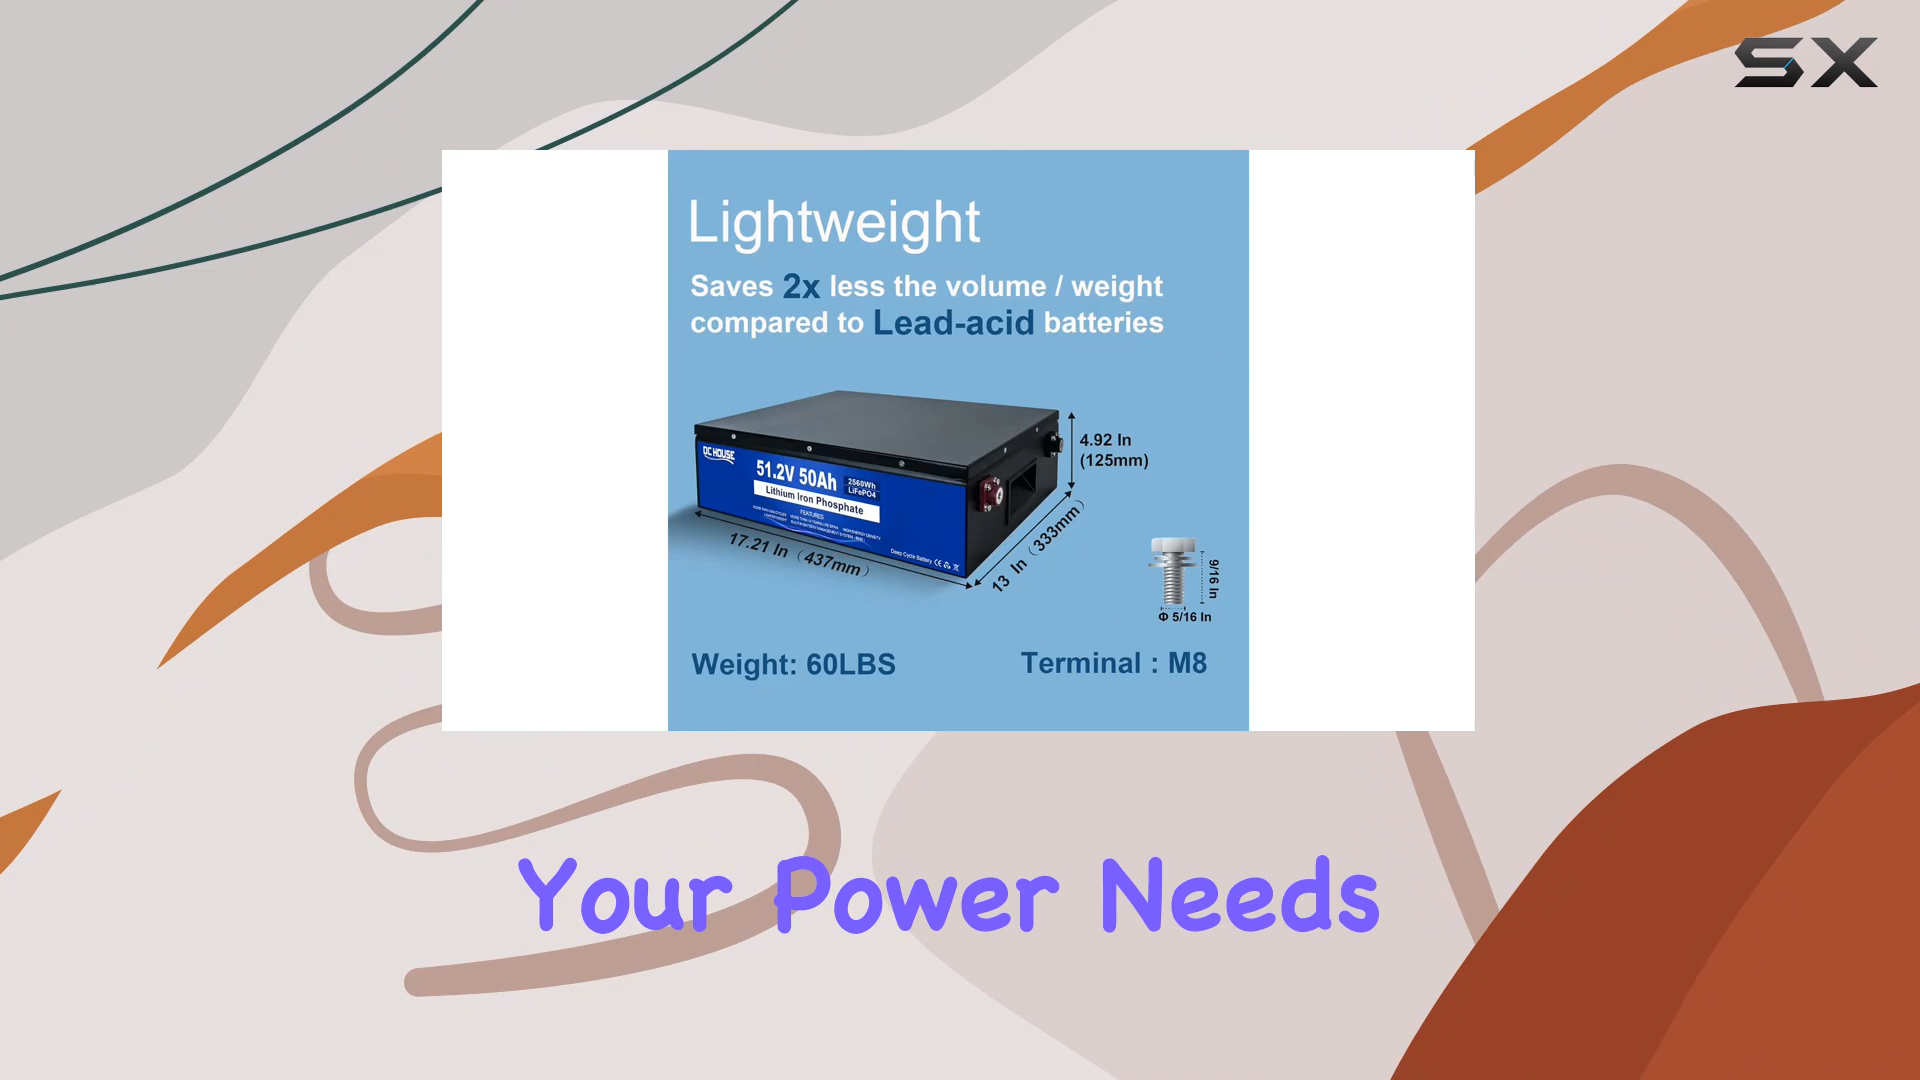 SX
Lightweight
Saves 2x less the volume / weight
compared to Lead-acid batteries
4.92 In
(125mm)
DC HOUSE
51.2V 50Ah
2560Wh
LiFePO4
Lithium Iron Phosphate
FEATURES
Deep Cycle Battery
17.21 In (437mm)
13 In (333mm)
9/16 In
Φ 5/16 In
Weight: 60LBS
Terminal : M8
Your Power Needs